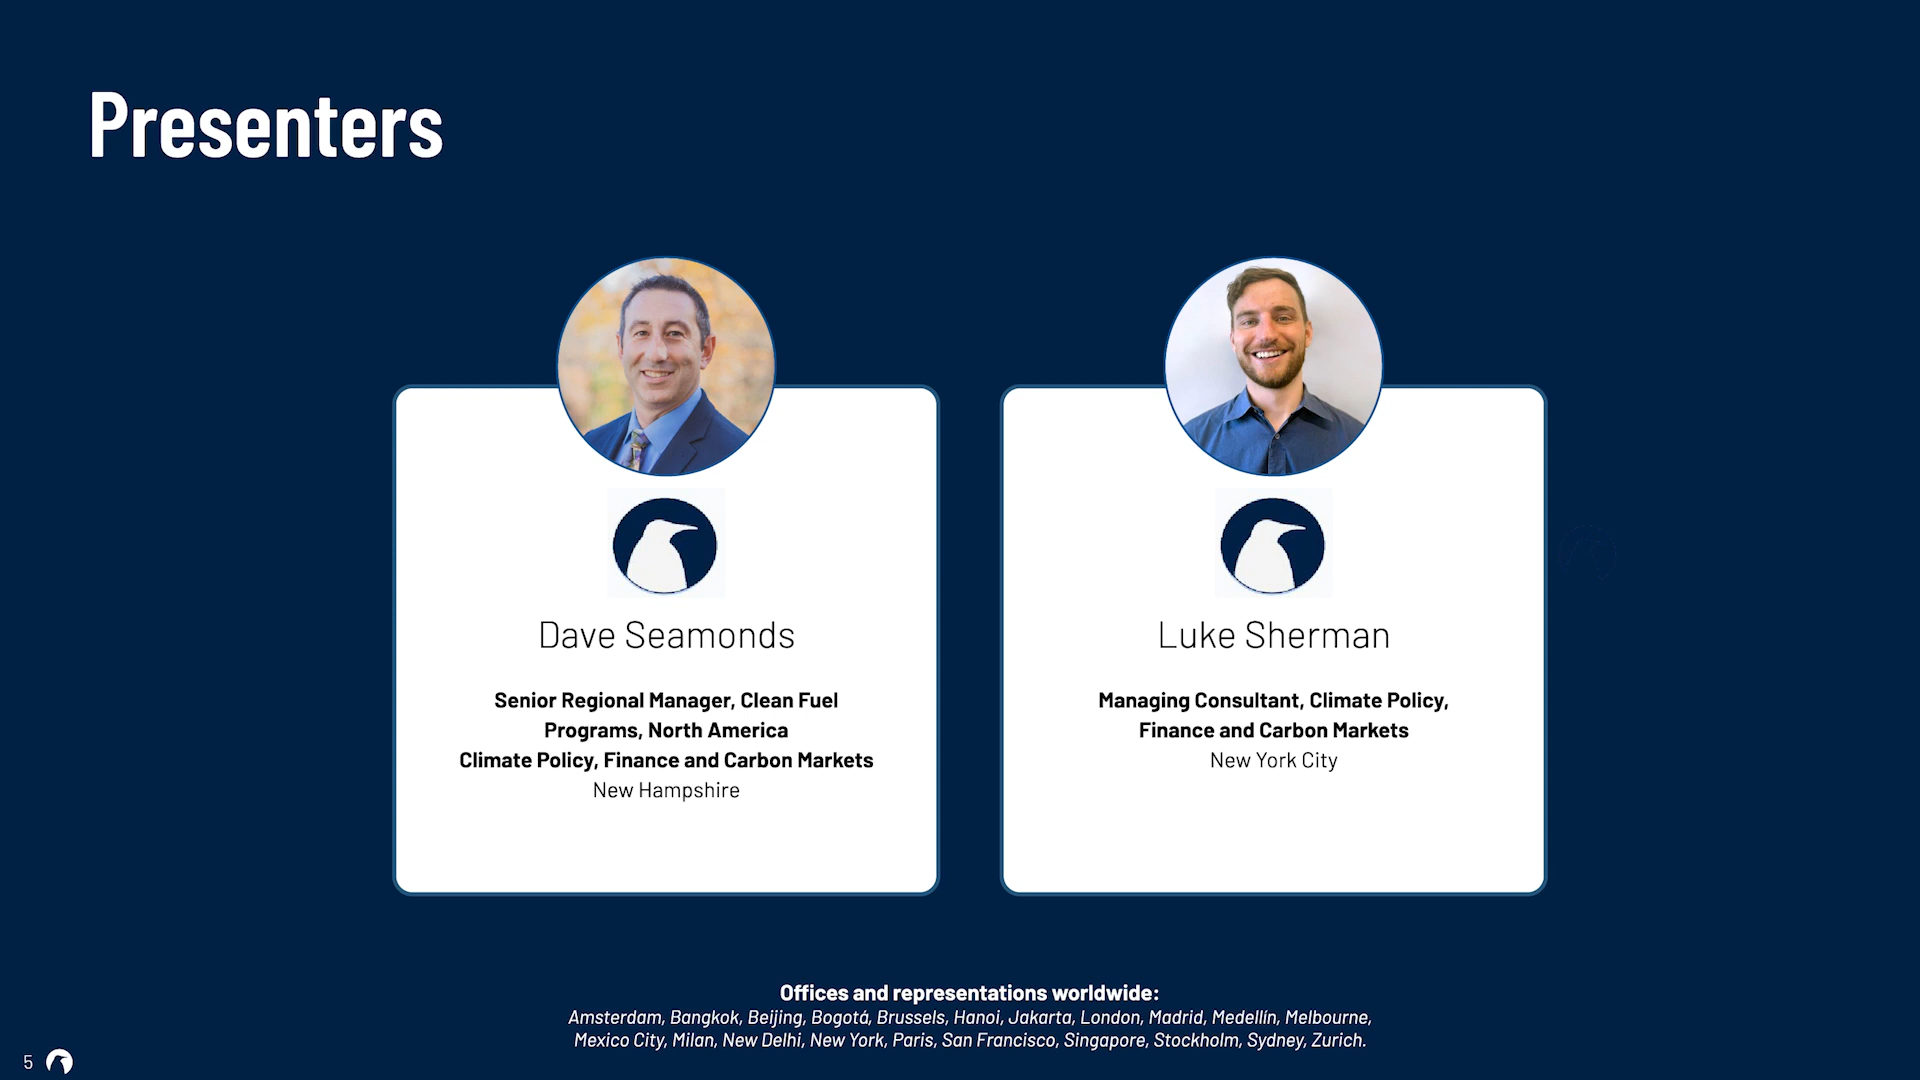 Presenters
Dave Seamonds
Senior Regional Manager, Clean Fuel
Programs, North America
Climate Policy, Finance and Carbon Markets
New Hampshire
Luke Sherman
Managing Consultant, Climate Policy,
Finance and Carbon Markets
New York City
Offices and representations worldwide:
Amsterdam, Bangkok, Beijing, Bogotá, Brussels, Hanoi, Jakarta, London, Madrid, Medellín, Melbourne,
Mexico City, Milan, New Delhi, New York, Paris, San Francisco, Singapore, Stockholm, Sydney, Zurich.
5